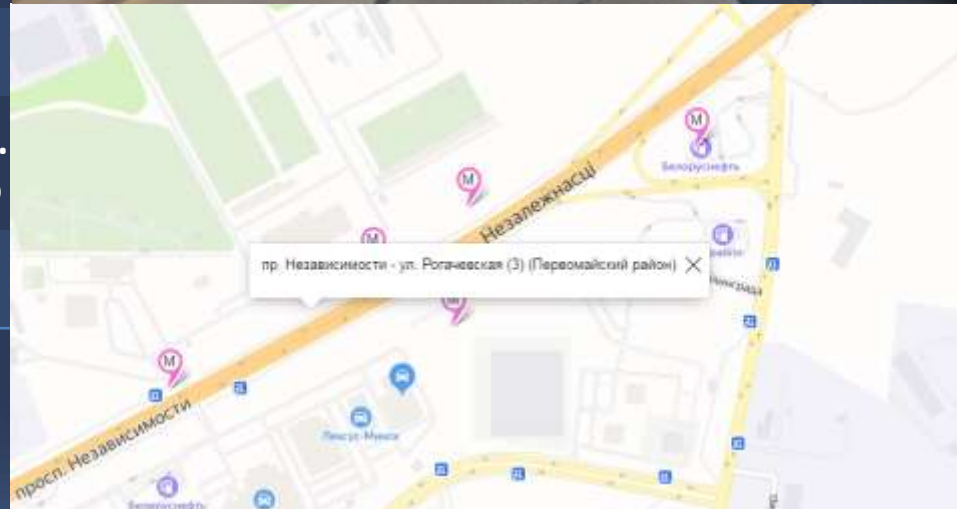 М
Белоруснефть
М
Незалежнасці
М
пр. Независимости - ул. Рогачевская (3) (Первомайский район)
М
М
просп. Независимости
Лексус-Минск
Белоруснефть